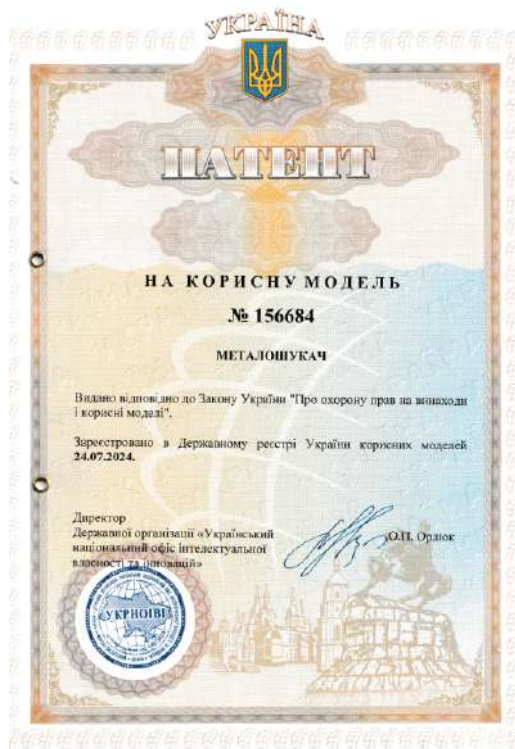 УКРАЇНА
ПАТЕНТ
НА КОРИСНУ МОДЕЛЬ
№ 156684
МЕТАЛОШУКАЧ
Видано відповідно до Закону України "Про охорону прав на винаходи
і корисні моделі".
Зареєстровано в Державному реєстрі України корисних моделей
24.07.2024.
Директор
Державної організації «Український
національний офіс інтелектуальної
власності та інновацій»
О.П. Орлюк
УКРНОІВІ